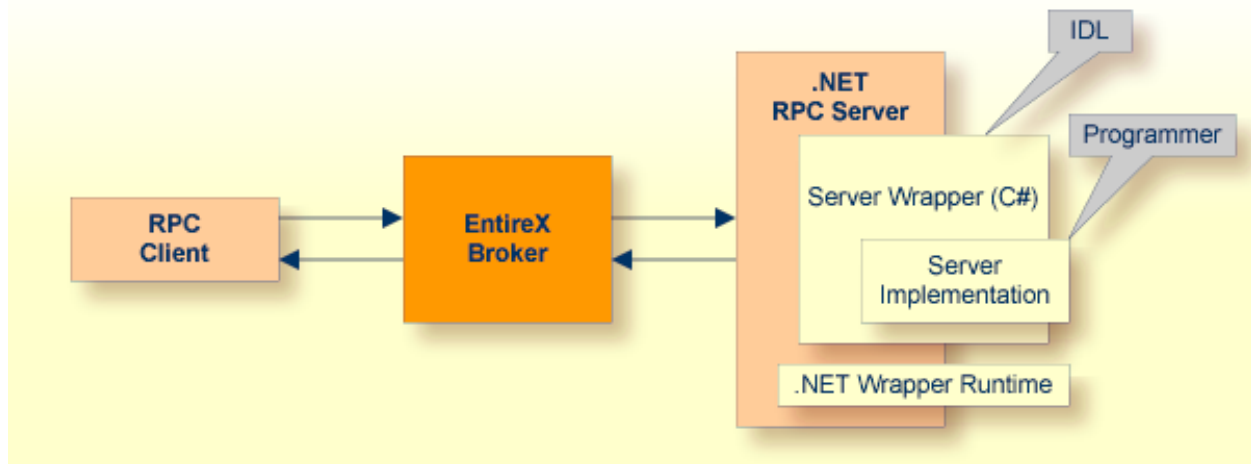 IDL
.NET
RPC Server
Programmer
Server Wrapper (C#)
RPC
Client
EntireX
Broker
Server
Implementation
.NET Wrapper Runtime